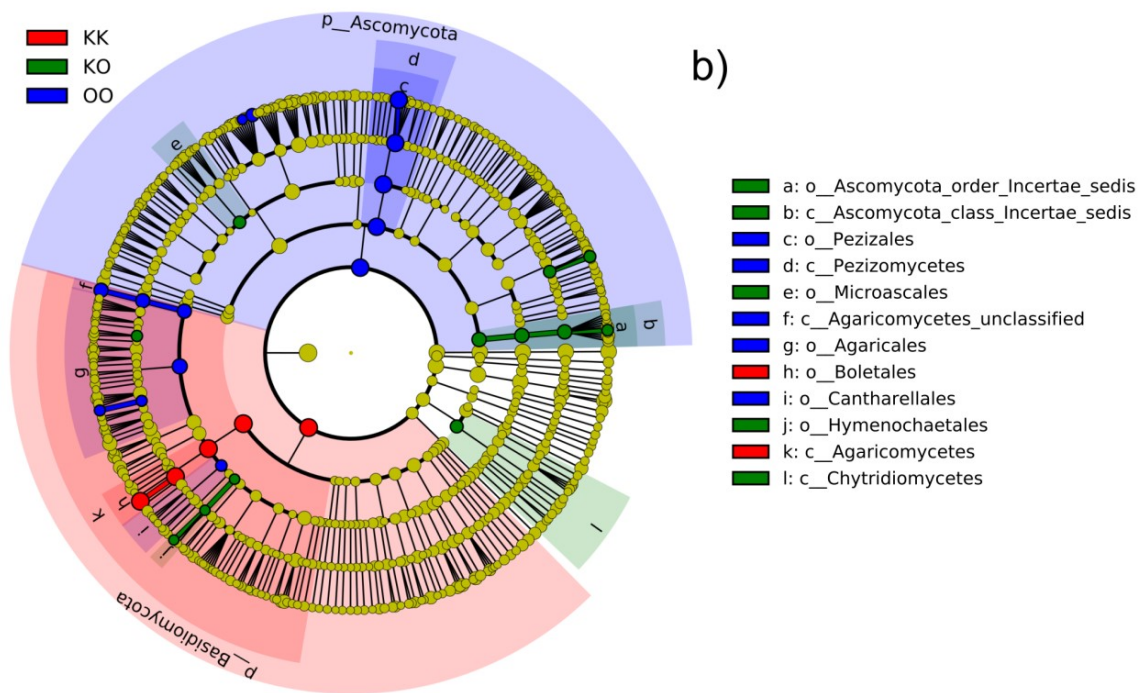 KK
KO
OO
p__Ascomycota
d
c
e
f
g
h
k
i
j
p__Basidiomycota
l
a
b
b)
a: o__Ascomycota_order_Incertae_sedis
b: c__Ascomycota_class_Incertae_sedis
c: o__Pezizales
d: c__Pezizomycetes
e: o__Microascales
f: c__Agaricomycetes_unclassified
g: o__Agaricales
h: o__Boletales
i: o__Cantharellales
j: o__Hymenochaetales
k: c__Agaricomycetes
l: c__Chytridiomycetes